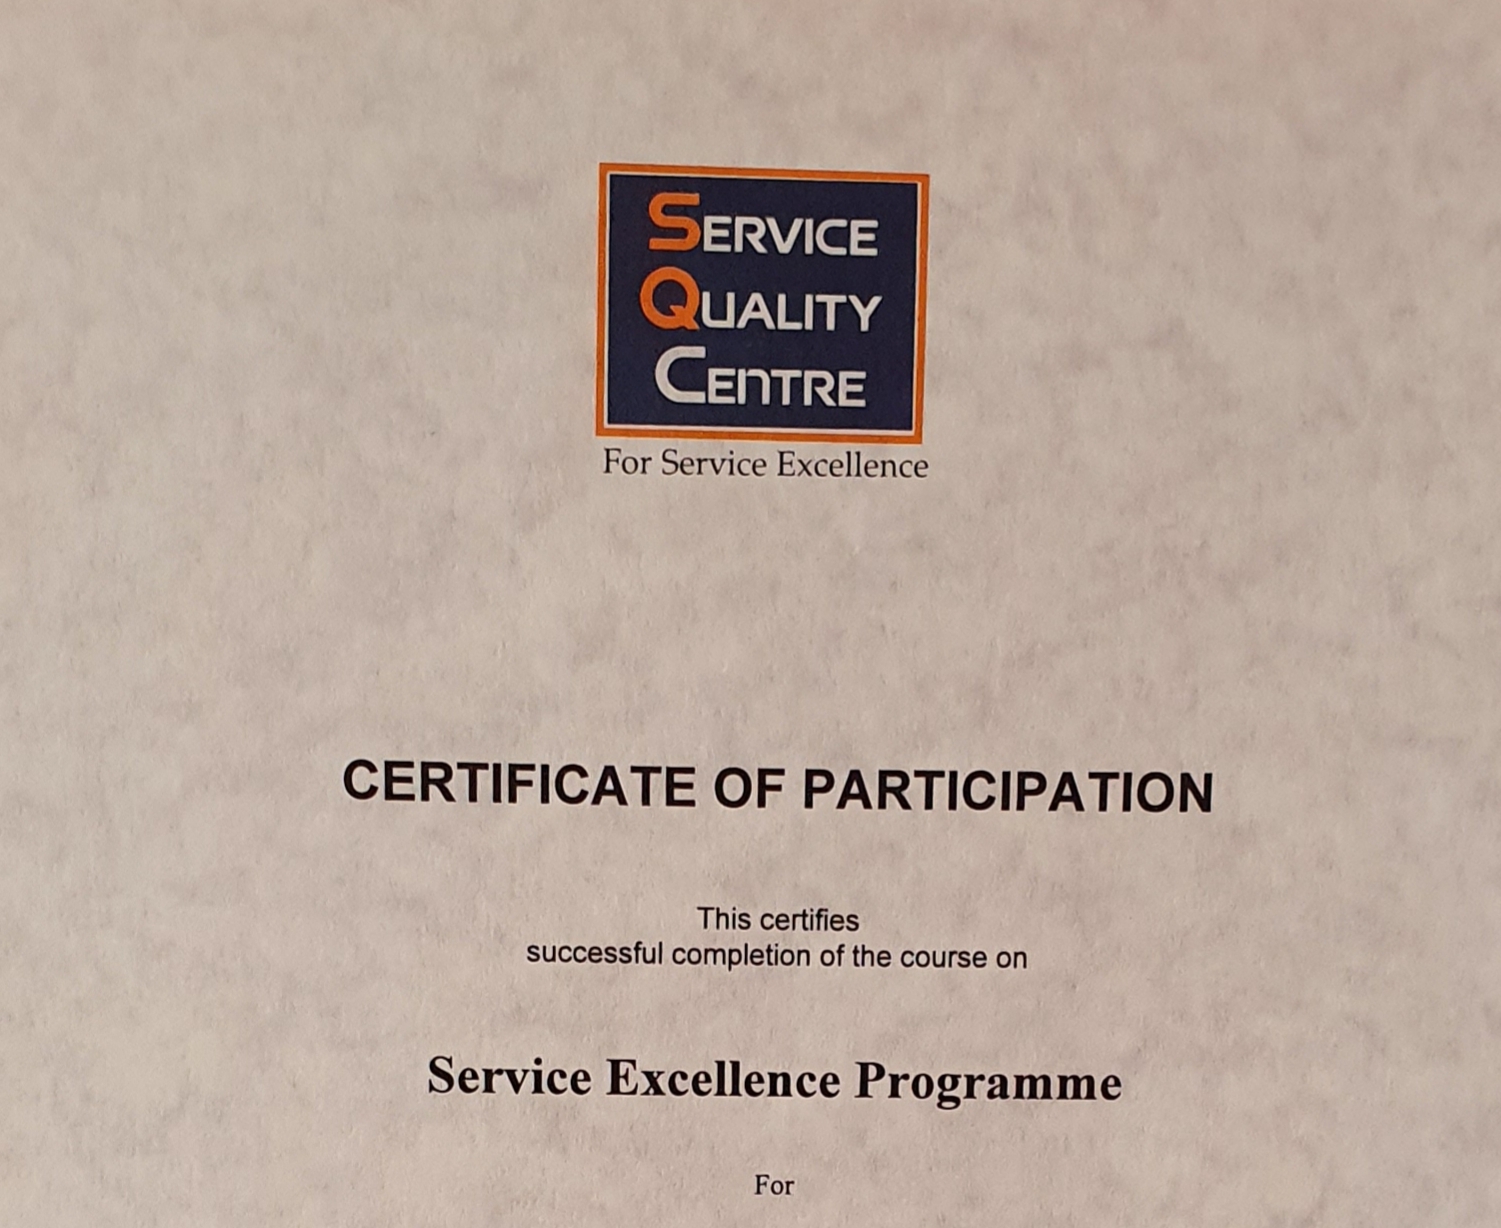 SERVICE
QUALITY
CENTRE
For Service Excellence
CERTIFICATE OF PARTICIPATION
This certifies
successful completion of the course on
Service Excellence Programme
For